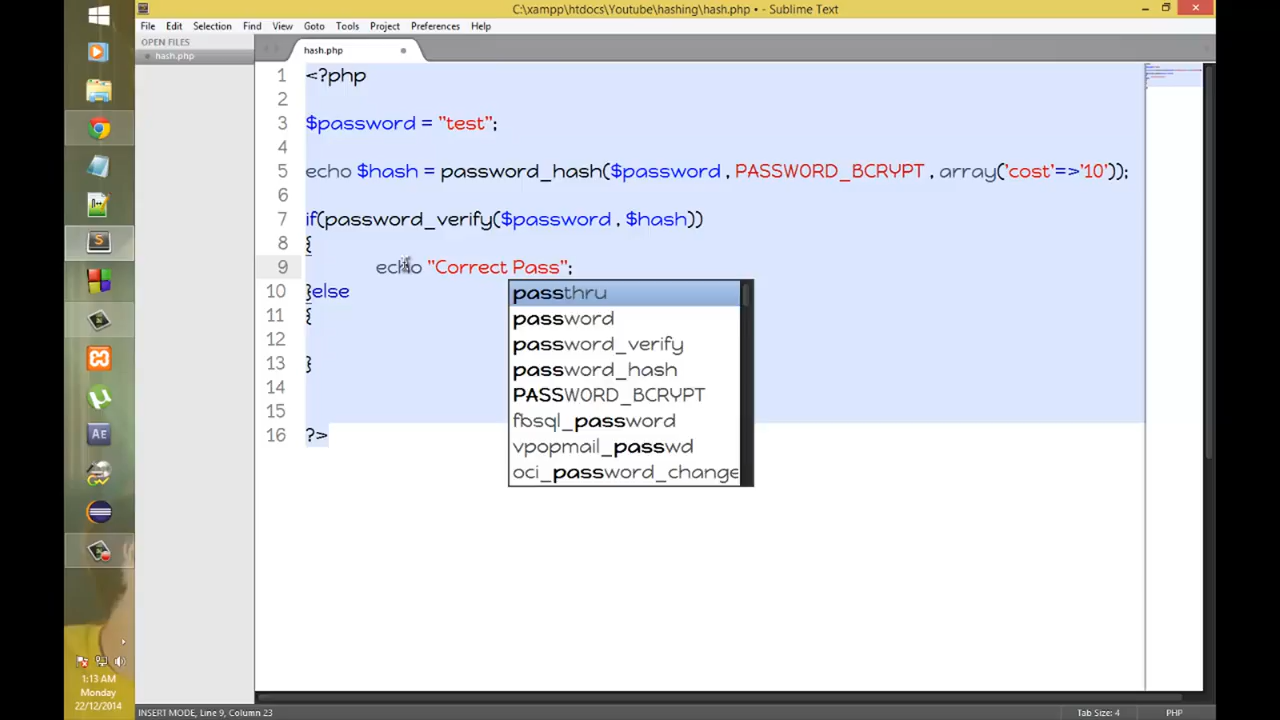 C:\xampp\htdocs\Youtube\hashing\hash.php • - Sublime Text
File Edit Selection Find View Goto Tools Project Preferences Help
OPEN FILES
hash.php
hash.php
1 <?php
2
3 $password = "test";
4
5 echo $hash = password_hash($password , PASSWORD_BCRYPT , array('cost'=>'10'));
6
7 if(password_verify($password , $hash))
8 {
9 echo "Correct Pass";
10 }else
11 {
12
13 }
14
15
16 ?>
passthru
password
password_verify
password_hash
PASSWORD_BCRYPT
fbsql_password
vpopmail_passwd
oci_password_change
Ae
1:13 AM
Monday
22/12/2014
INSERT MODE, Line 9, Column 23
Tab Size: 4
PHP